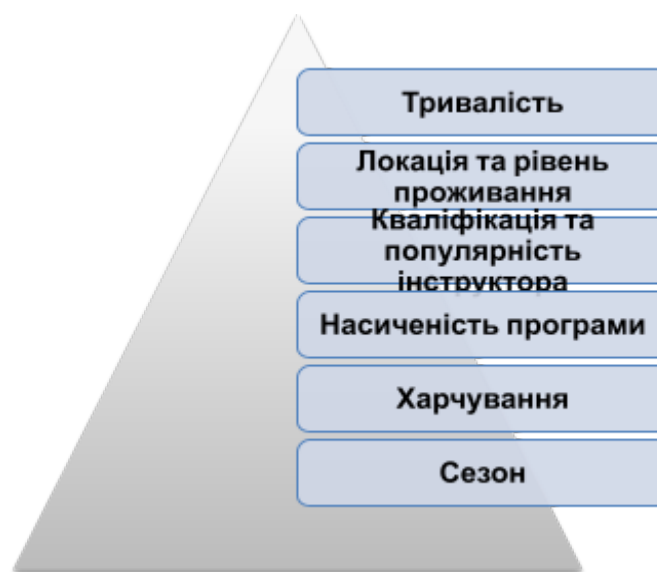 Тривалість
Локація та рівень
проживання
Кваліфікація та
популярність
інструктора
Насиченість програми
Харчування
Сезон